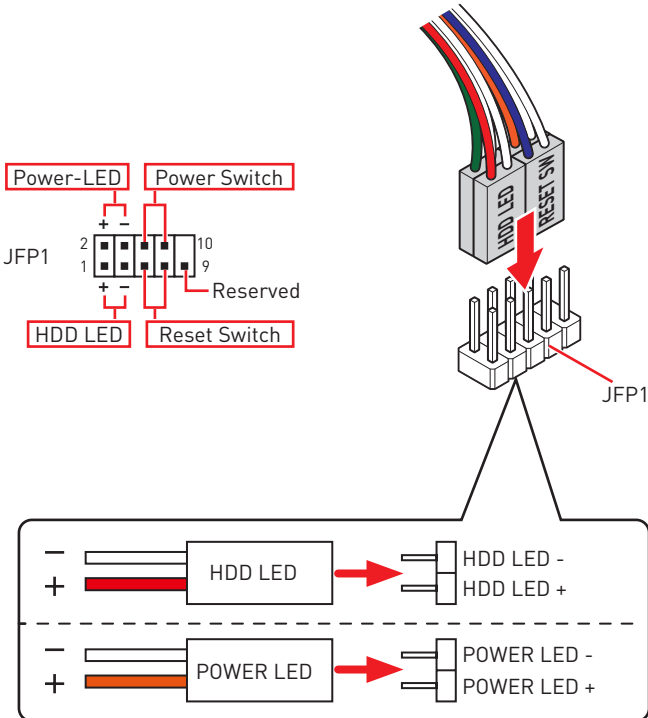 Power-LED
Power Switch
+ −
2 10
JFP1
1 9
+ −
Reserved
HDD LED
Reset Switch
HDD LED
RESET SW
JFP1
− HDD LED HDD LED -
+ HDD LED +
− POWER LED POWER LED -
+ POWER LED +